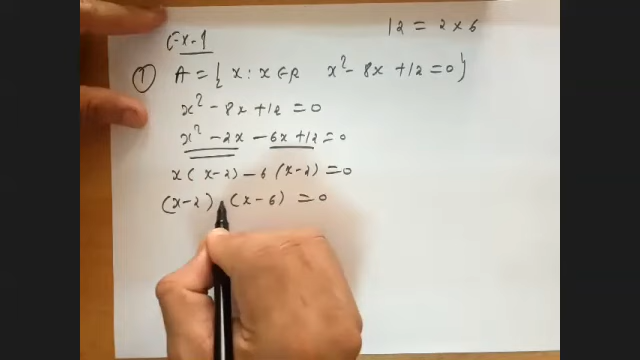 12 = 2 x 6
Ex-1
① A = { x : x ∈ R x² - 8x + 12 = 0 }
x² - 8x + 12 = 0
x² - 2x - 6x + 12 = 0
x ( x - 2 ) - 6 ( x - 2 ) = 0
( x - 2 ) ( x - 6 ) = 0